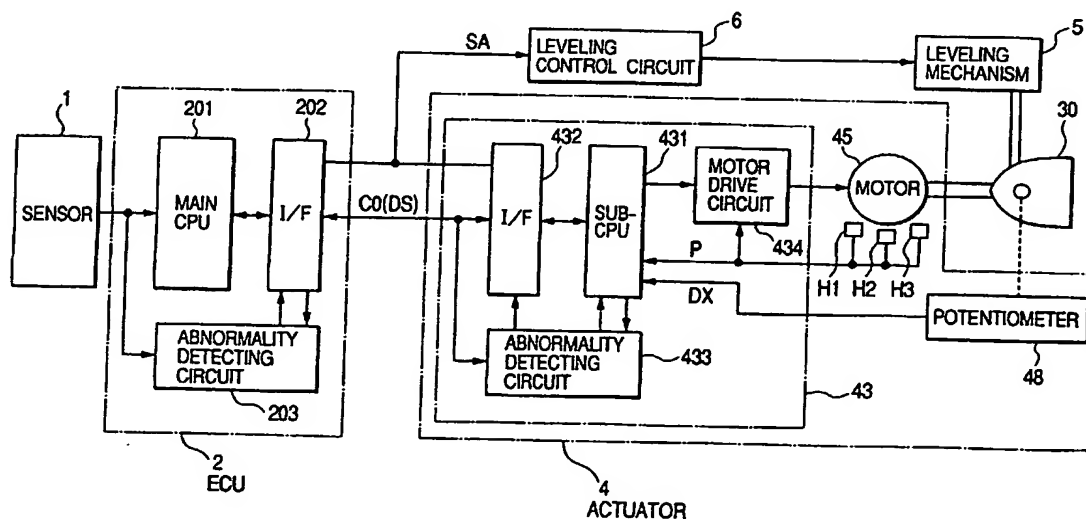 6
5
SA
LEVELING
CONTROL CIRCUIT
LEVELING
MECHANISM
1
201
202
432
431
45
30
SENSOR
MAIN
CPU
I/F
C0(DS)
I/F
SUB-
CPU
MOTOR
DRIVE
CIRCUIT
434
MOTOR
P
H1
H2
H3
DX
ABNORMALITY
DETECTING
CIRCUIT
203
ABNORMALITY
DETECTING
CIRCUIT
433
POTENTIOMETER
48
43
2
ECU
4
ACTUATOR